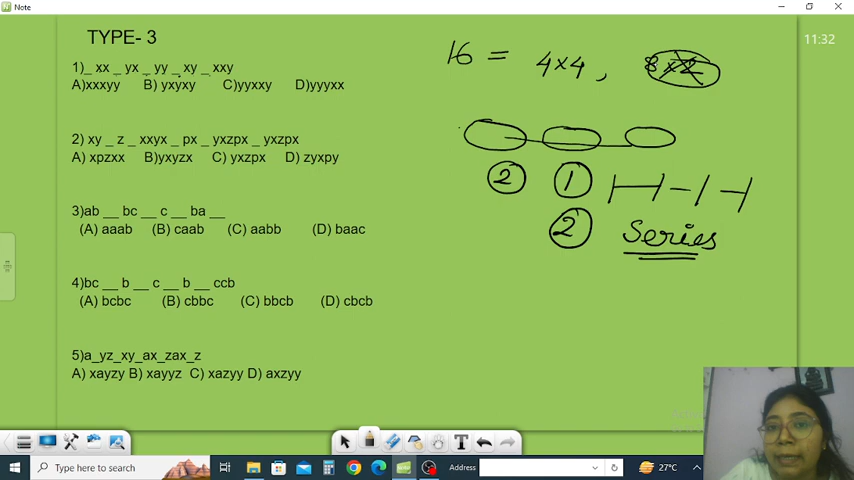 Note
TYPE- 3
11:32
1)_ xx _ yx _ yy _ xy _ xxy
A)xxxyy B) yxyxy C)yyxxy D)yyyxx
16 = 4x4 , 8x2
2) xy _ z _ xxyx _ px _ yxzpx _ yxzpx
A) xpzxx B)yxyzx C) yxzpx D) zyxpy
2 1
2 Series
3)ab __ bc __ c __ ba __
(A) aaab (B) caab (C) aabb (D) baac
4)bc __ b __ c __ b __ ccb
(A) bcbc (B) cbbc (C) bbcb (D) cbcb
5)a_yz_xy_ax_zax_z
A) xayzy B) xayyz C) xazyy D) axzyy
Type here to search
Address
27°C